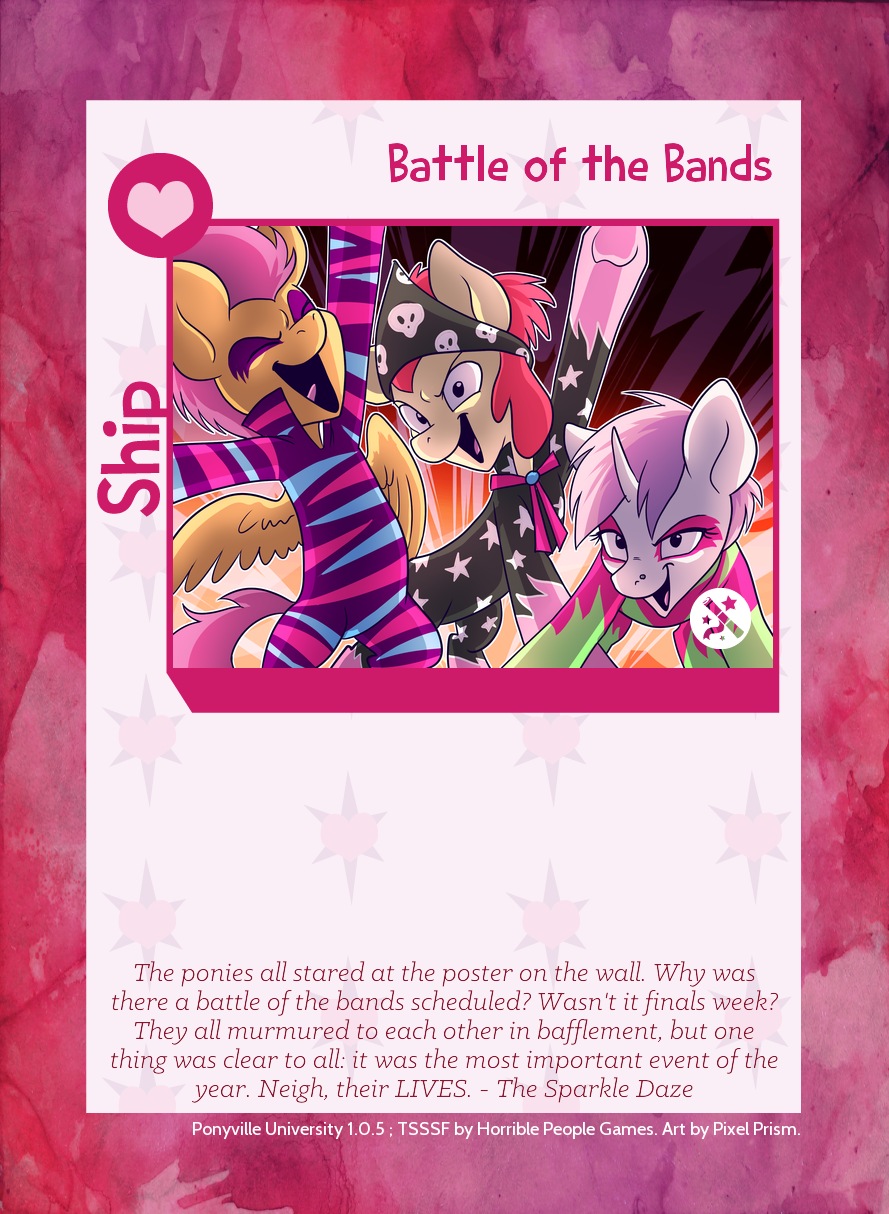 Battle of the Bands
Ship
The ponies all stared at the poster on the wall. Why was
there a battle of the bands scheduled? Wasn't it finals week?
They all murmured to each other in bafflement, but one
thing was clear to all: it was the most important event of the
year. Neigh, their LIVES. - The Sparkle Daze
Ponyville University 1.0.5 ; TSSSF by Horrible People Games. Art by Pixel Prism.